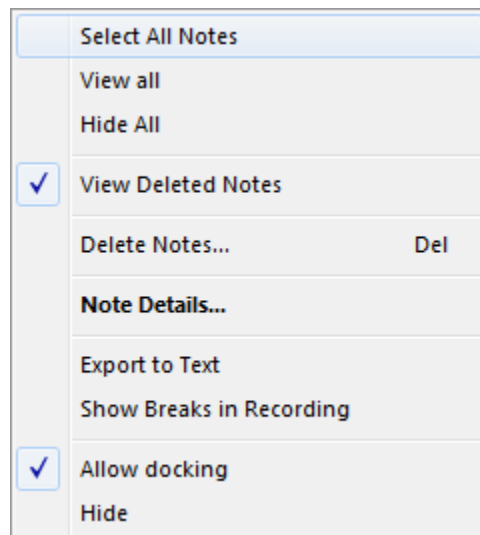 Select All Notes
View all
Hide All
View Deleted Notes
Delete Notes... Del
Note Details...
Export to Text
Show Breaks in Recording
Allow docking
Hide